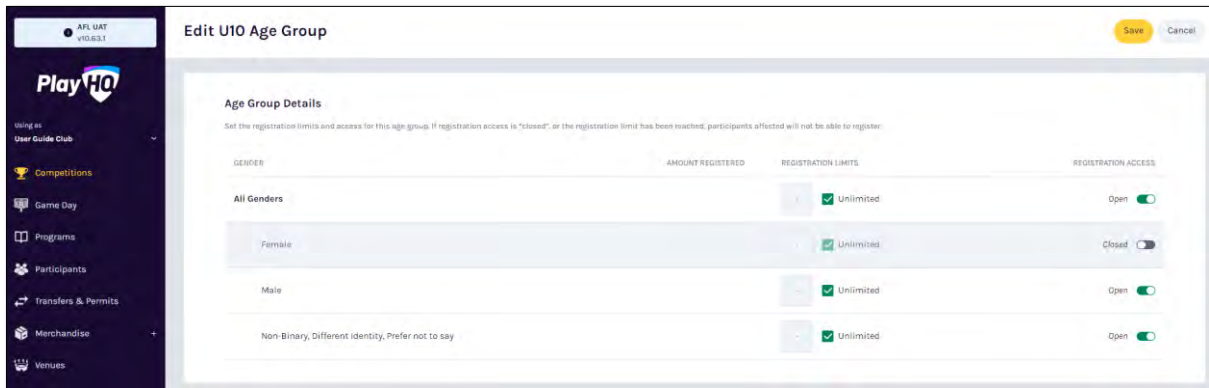 AFL UAT
v10.63.1
PlayHQ
Using as
User Guide Club
Competitions
Game Day
Programs
Participants
Transfers & Permits
Merchandise +
Venues
Edit U10 Age Group
Save Cancel
Age Group Details
Set the registration limits and access for this age group. If registration access is "closed", or the registration limit has been reached, participants affected will not be able to register.
GENDER AMOUNT REGISTERED REGISTRATION LIMITS REGISTRATION ACCESS
All Genders - Unlimited Open
Female - Unlimited Closed
Male - Unlimited Open
Non-Binary, Different Identity, Prefer not to say - Unlimited Open